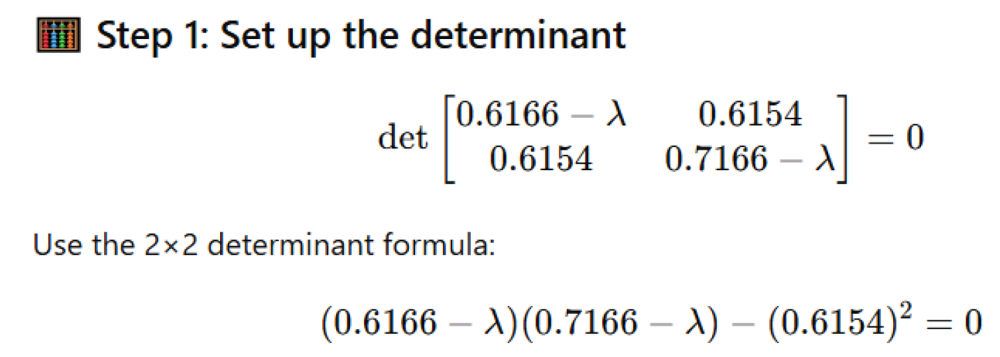 🧮 Step 1: Set up the determinant
det [0.6166 − λ 0.6154
0.6154 0.7166 − λ] = 0
Use the 2×2 determinant formula:
(0.6166 − λ)(0.7166 − λ) − (0.6154)² = 0